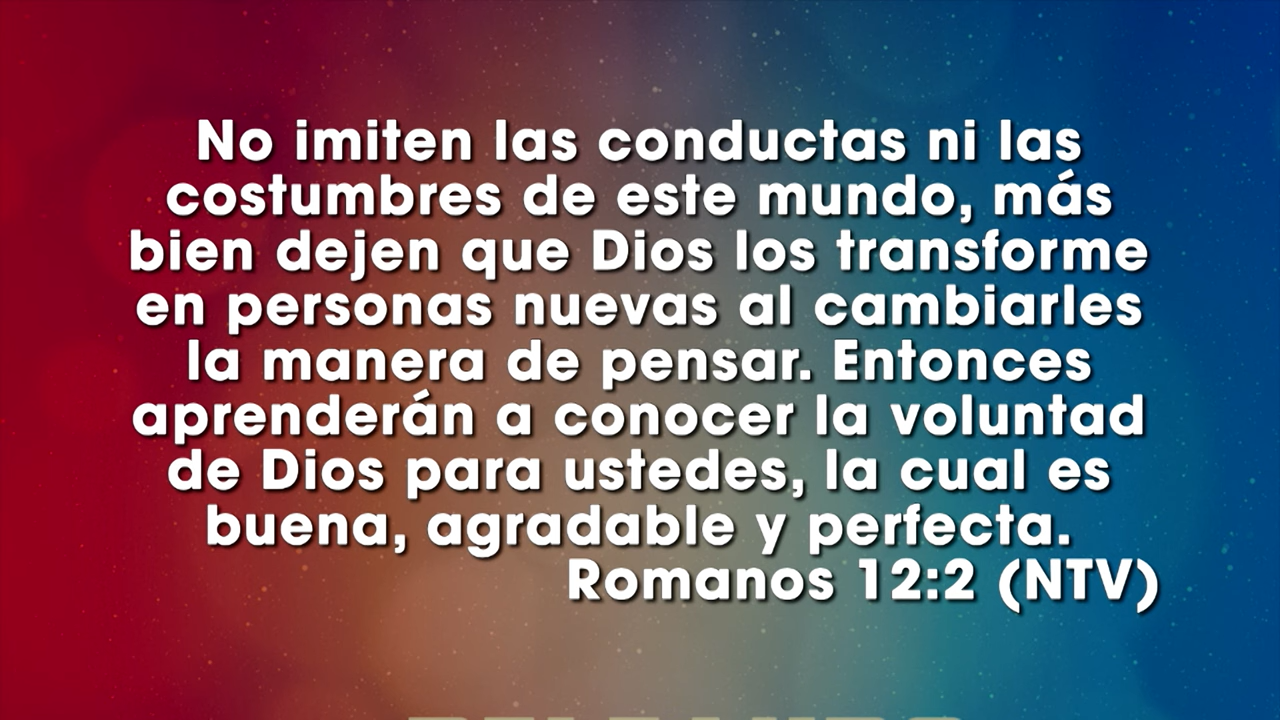 No imiten las conductas ni las
costumbres de este mundo, más
bien dejen que Dios los transforme
en personas nuevas al cambiarles
la manera de pensar. Entonces
aprenderán a conocer la voluntad
de Dios para ustedes, la cual es
buena, agradable y perfecta.
Romanos 12:2 (NTV)